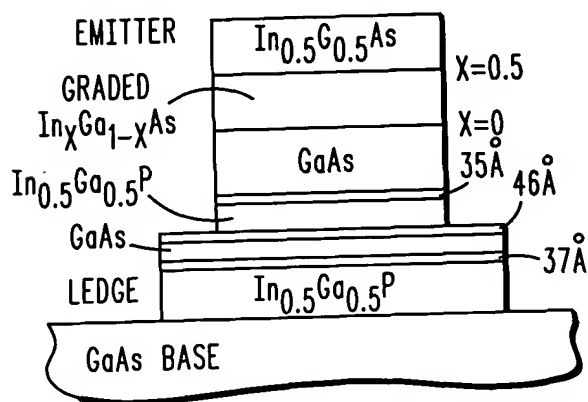 EMITTER
In0.5G0.5As
GRADED
InXGa1-XAs
X=0.5
X=0
GaAs
35Å
In0.5Ga0.5P
46Å
GaAs
37Å
LEDGE
In0.5Ga0.5P
GaAs BASE